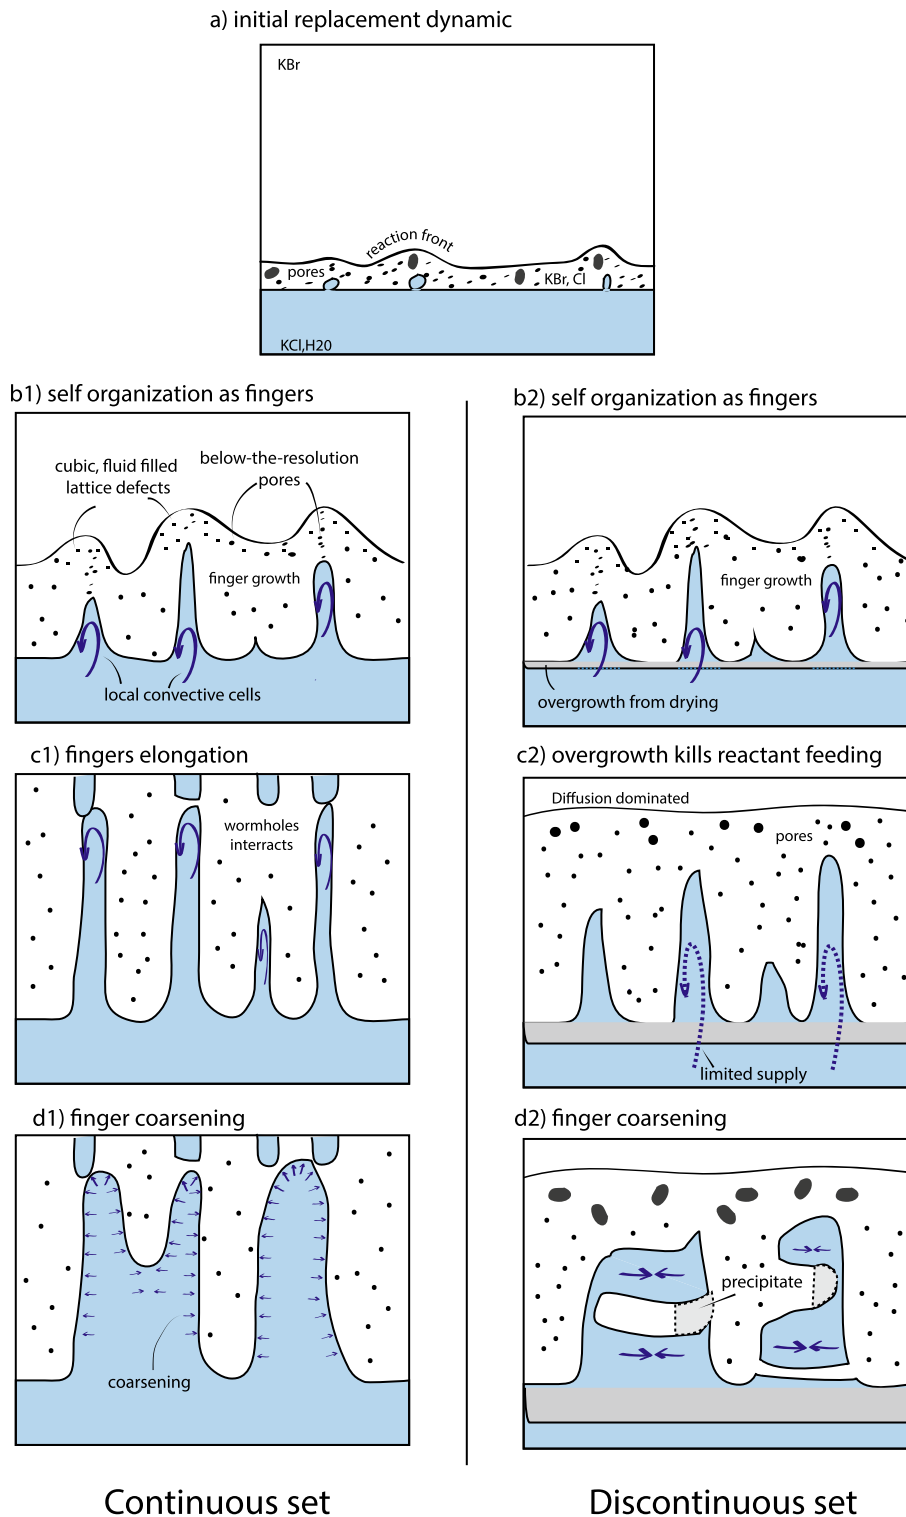 a) initial replacement dynamic
KBr
reaction front
pores
KBr, Cl
KCl,H20
b1) self organization as fingers
cubic, fluid filled
lattice defects
below-the-resolution
pores
finger growth
local convective cells
b2) self organization as fingers
finger growth
overgrowth from drying
c1) fingers elongation
wormholes
interracts
c2) overgrowth kills reactant feeding
Diffusion dominated
pores
limited supply
d1) finger coarsening
coarsening
d2) finger coarsening
precipitate
Continuous set
Discontinuous set